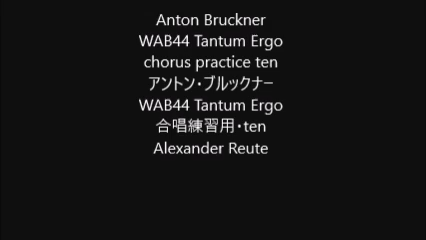 Anton Bruckner
WAB44 Tantum Ergo
chorus practice ten
アントン・ブルックナー
WAB44 Tantum Ergo
合唱練習用・ten
Alexander Reute